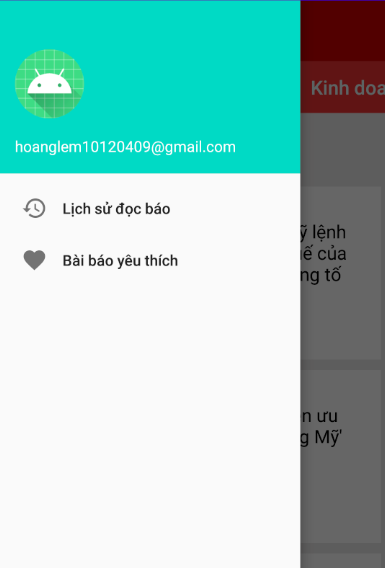 hoanglem10120409@gmail.com
Lịch sử đọc báo
Bài báo yêu thích
Kinh doa
ỹ lệnh
ế của
ng tố
n ưu
g Mỹ'